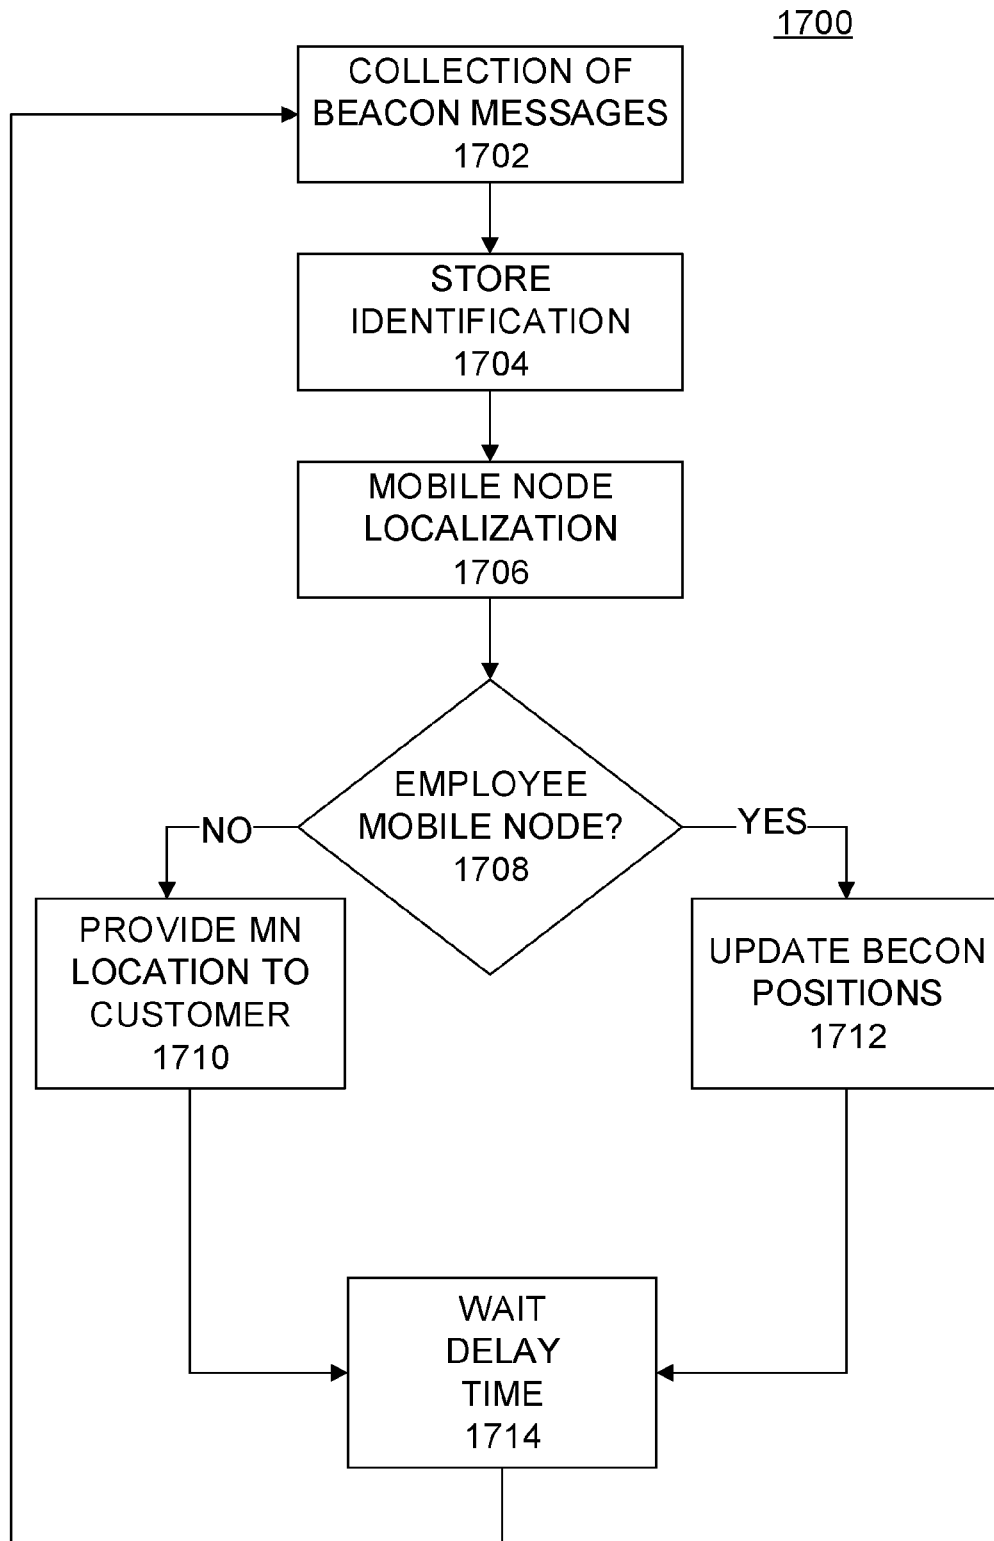 1700
COLLECTION OF
BEACON MESSAGES
1702
STORE
IDENTIFICATION
1704
MOBILE NODE
LOCALIZATION
1706
EMPLOYEE
MOBILE NODE?
1708
NO
YES
PROVIDE MN
LOCATION TO
CUSTOMER
1710
UPDATE BECON
POSITIONS
1712
WAIT
DELAY
TIME
1714